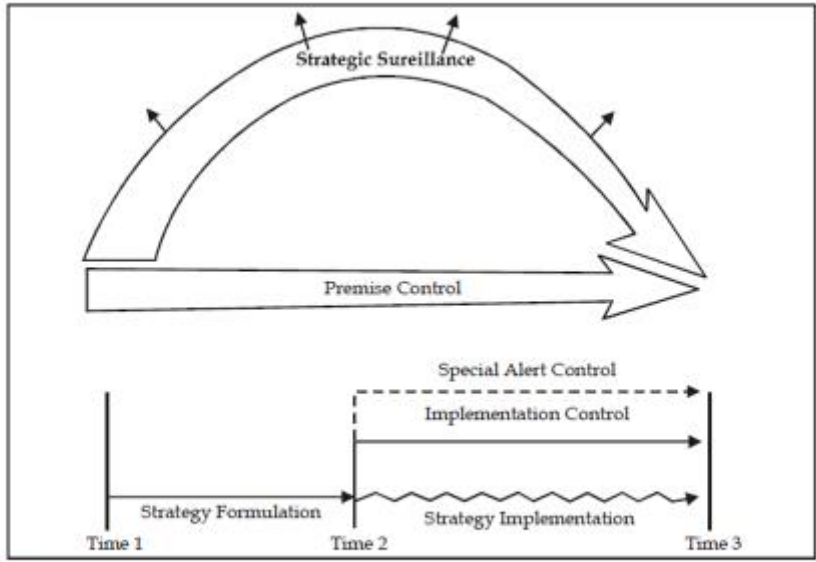 Strategic Sureillance
Premise Control
Special Alert Control
Implementation Control
Strategy Formulation
Strategy Implementation
Time 1
Time 2
Time 3